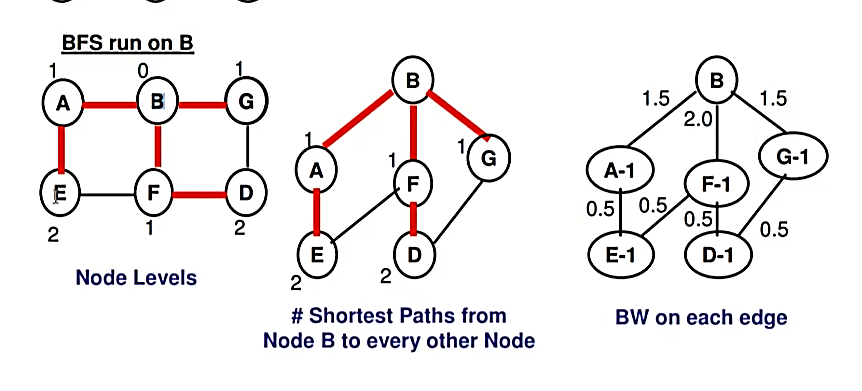 BFS run on B
1 0 1
A B G
E F D
2 1 2
Node Levels
B
1 A 1 F 1 G
E D
2 2
# Shortest Paths from
Node B to every other Node
B
1.5 2.0 1.5
A-1 F-1 G-1
0.5 0.5 0.5 0.5
E-1 D-1
BW on each edge